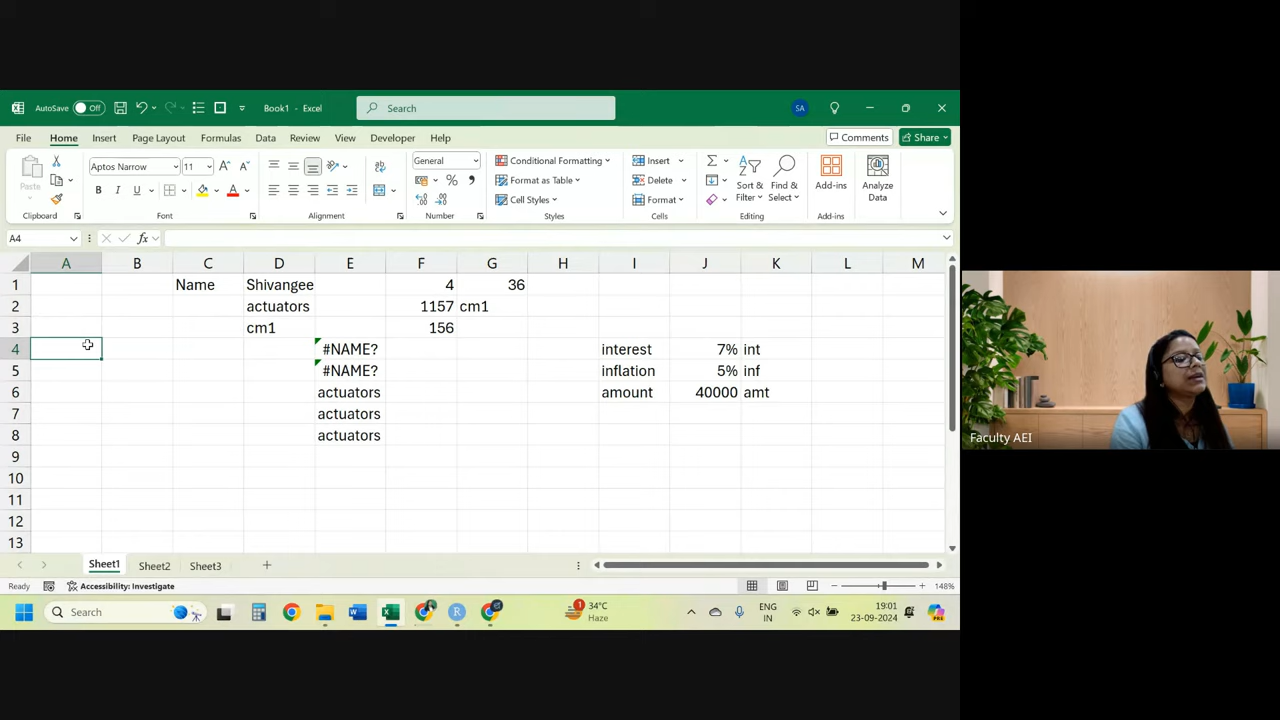 AutoSave Off Book1 - Excel Search SA
File Home Insert Page Layout Formulas Data Review View Developer Help Comments Share
Paste Aptos Narrow 11 A A General Conditional Formatting Insert Sort & Find & Add-ins Analyze
B I U A % Format as Table Delete Filter Select Data
Cell Styles Format
Clipboard Font Alignment Number Styles Cells Editing Add-ins
A4 fx
A B C D E F G H I J K L M
1 Name Shivangee 4 36
2 actuators 1157 cm1
3 cm1 156
4 #NAME? interest 7% int
5 #NAME? inflation 5% inf
6 actuators amount 40000 amt
7 actuators
8 actuators
9
10
11
12
13
Sheet1 Sheet2 Sheet3
Ready Accessibility: Investigate 148%
Search 1 34°C Haze ENG IN 19:01 23-09-2024
Faculty AEI